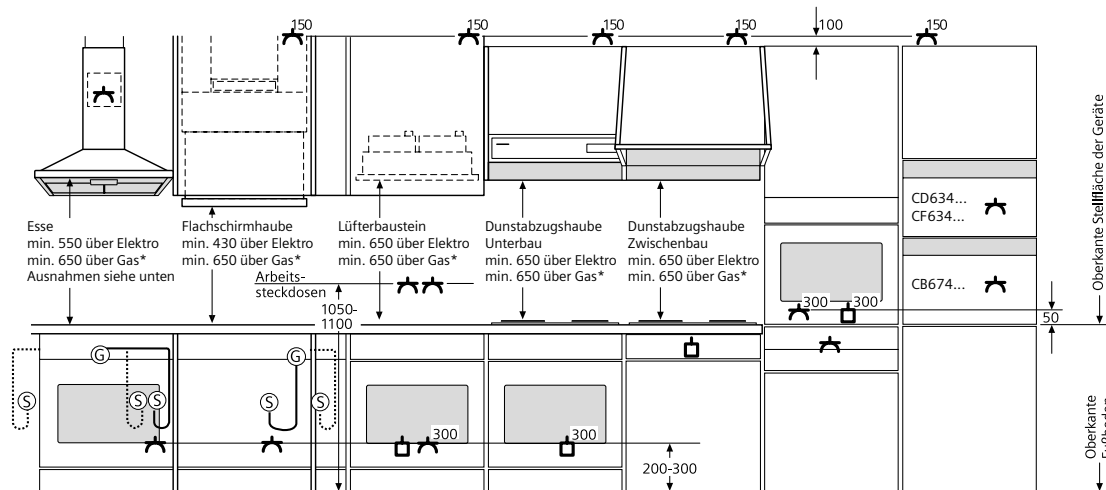 150
150
150
150
100
150
Esse
min. 550 über Elektro
min. 650 über Gas*
Ausnahmen siehe unten
Flachschirmhaube
min. 430 über Elektro
min. 650 über Gas*
Lüfterbaustein
min. 650 über Elektro
min. 650 über Gas*
Dunstabzugshaube
Unterbau
min. 650 über Elektro
min. 650 über Gas*
Dunstabzugshaube
Zwischenbau
min. 650 über Elektro
min. 650 über Gas*
CD634...
CF634...
CB674...
Oberkante Stellfläche der Geräte
Arbeits-
steckdosen
1050-
1100
300
300
50
G
G
S
S
S
S
S
300
300
200-300
Oberkante